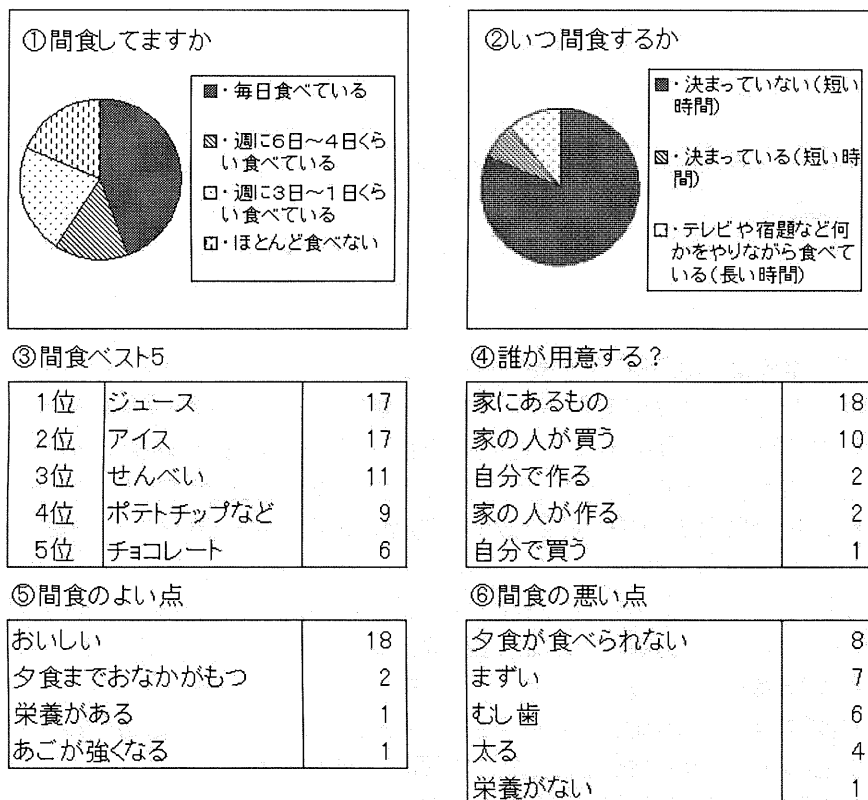 ①間食してますか
・毎日食べている
・週に6日～4日くら
い食べている
・週に3日～1日くら
い食べている
・ほとんど食べない
②いつ間食するか
・決まっていない(短い
時間)
・決まっている(短い時
間)
・テレビや宿題など何
かをやりながら食べて
いる(長い時間)
③間食ベスト5
1位 ジュース 17
2位 アイス 17
3位 せんべい 11
4位 ポテトチップなど 9
5位 チョコレート 6
④誰が用意する？
家にあるもの 18
家の人が買う 10
自分で作る 2
家の人が作る 2
自分で買う 1
⑤間食のよい点
おいしい 18
夕食までおなかがもつ 2
栄養がある 1
あごが強くなる 1
⑥間食の悪い点
夕食が食べられない 8
まずい 7
むし歯 6
太る 4
栄養がない 1